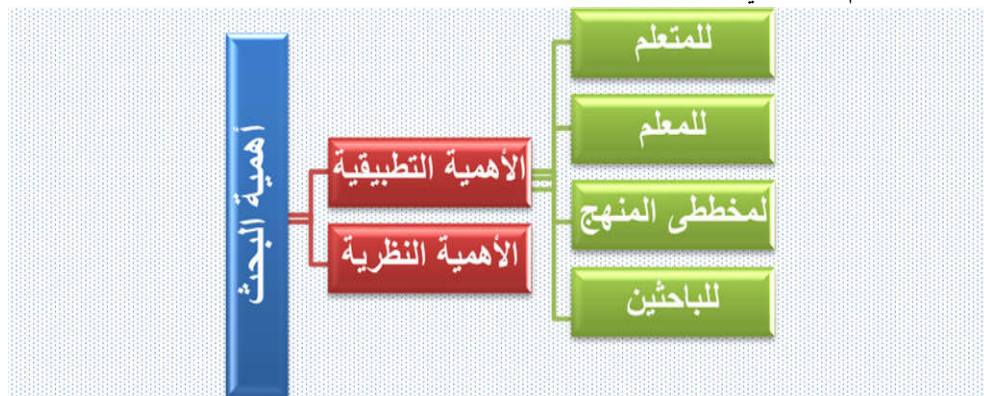 أهمية البحث
الأهمية التطبيقية
الأهمية النظرية
للمتعلم
للمعلم
لمخططى المنهج
للباحثين